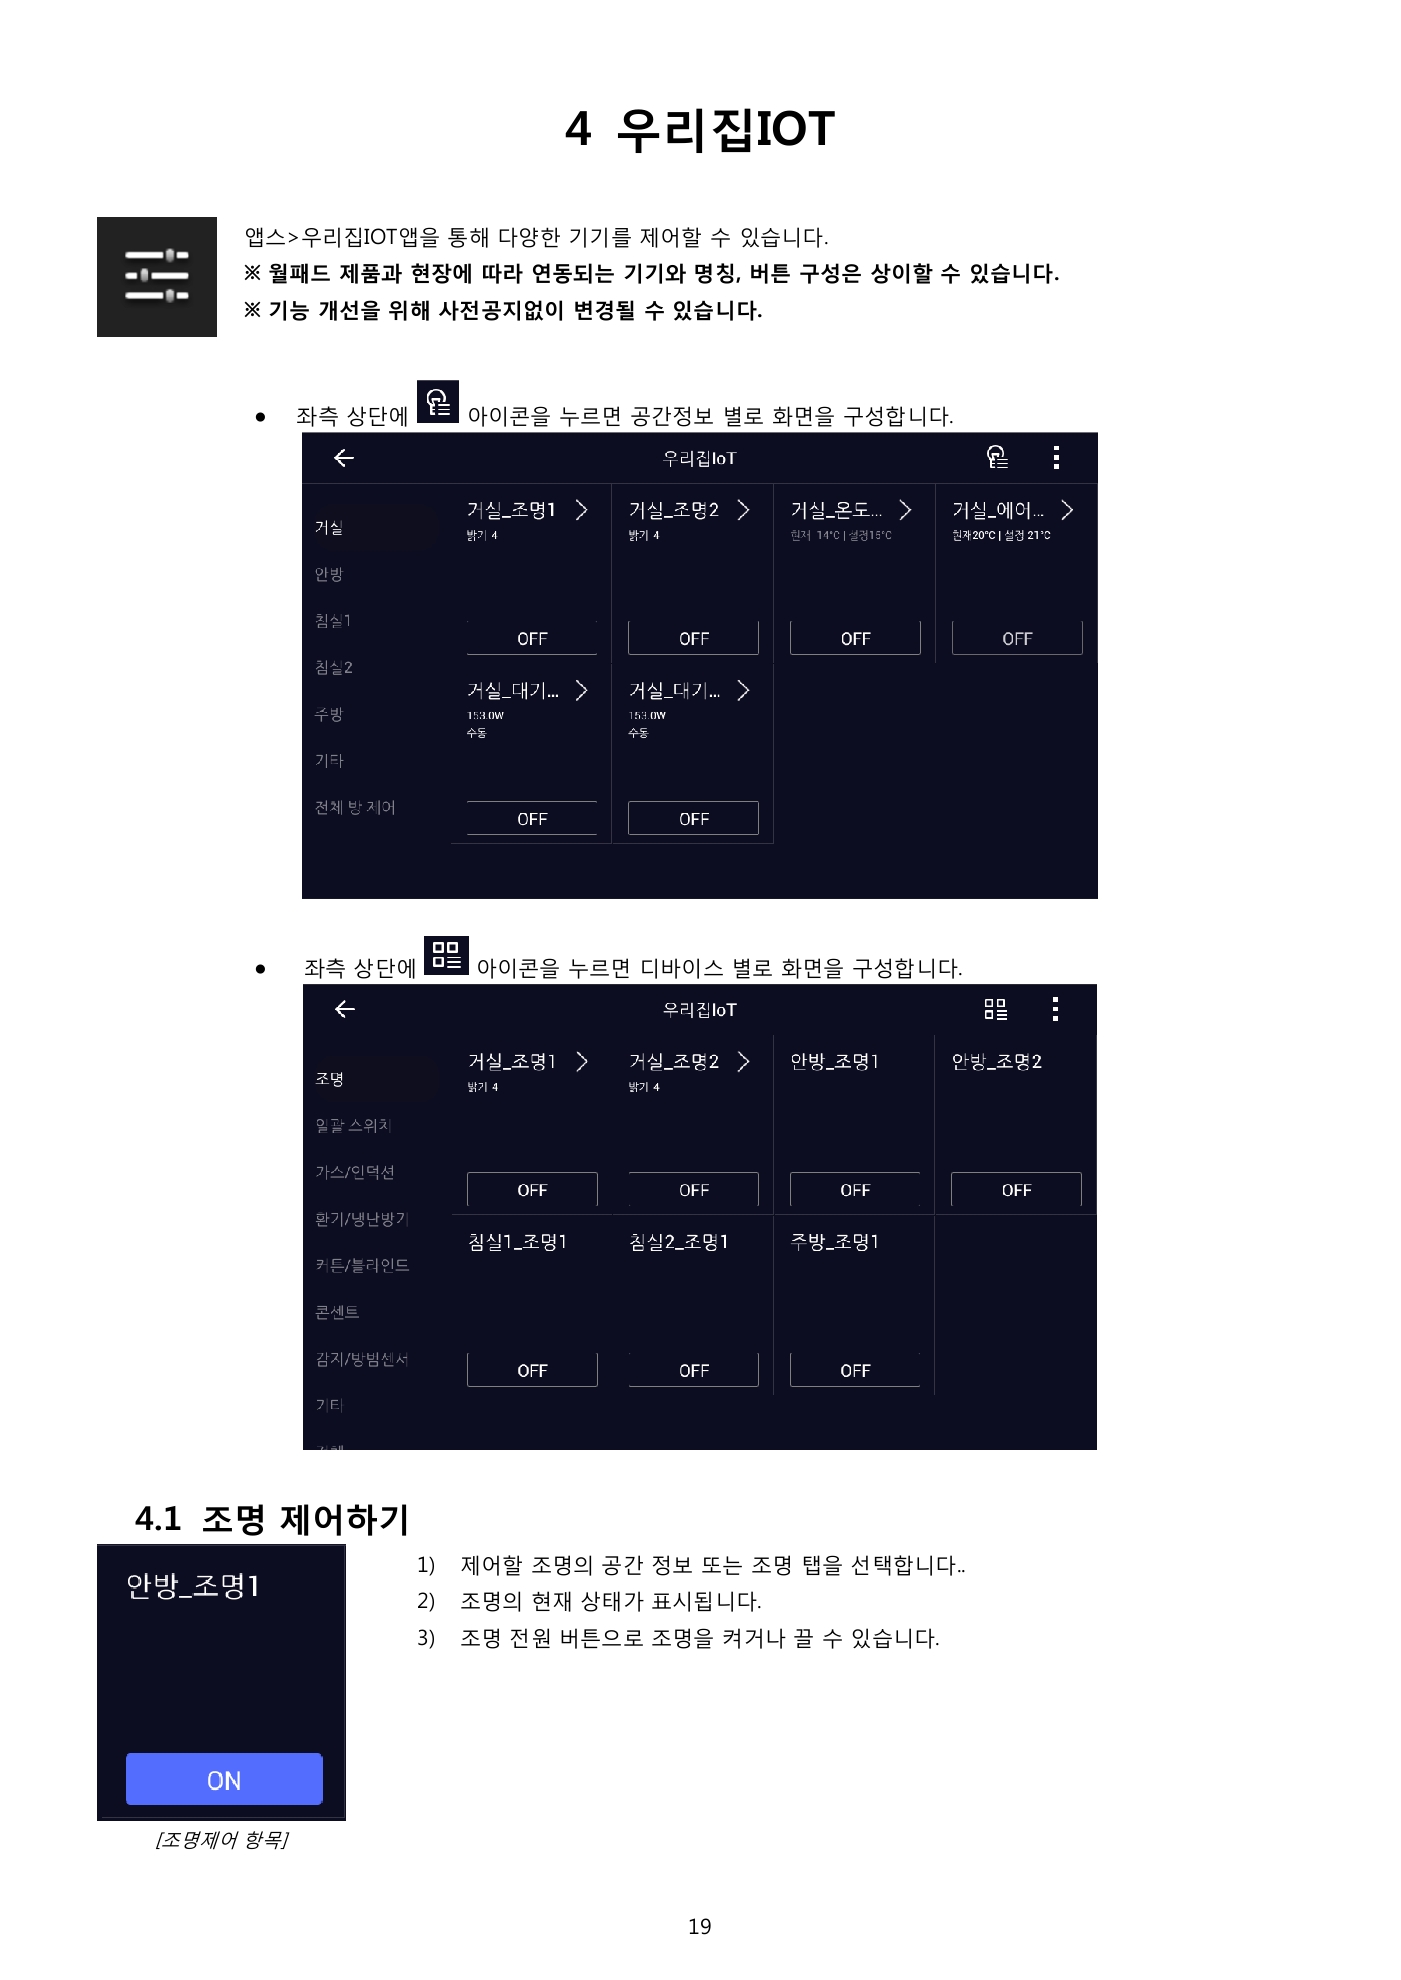 4 우리집IOT
앱스>우리집IOT앱을 통해 다양한 기기를 제어할 수 있습니다.
※ 월패드 제품과 현장에 따라 연동되는 기기와 명칭, 버튼 구성은 상이할 수 있습니다.
※ 기능 개선을 위해 사전공지없이 변경될 수 있습니다.
● 좌측 상단에 아이콘을 누르면 공간정보 별로 화면을 구성합니다.
우리집IoT
거실
안방
침실1
침실2
주방
기타
전체 방 제어
거실_조명1 거실_조명2 거실_온도... 거실_에어...
밝기 4 밝기 4 현재 14°C | 설정15°C 현재20°C | 설정 21°C
OFF OFF OFF OFF
거실_대기... 거실_대기...
153.0W 153.0W
수동 수동
OFF OFF
● 좌측 상단에 아이콘을 누르면 디바이스 별로 화면을 구성합니다.
우리집IoT
조명
일괄 스위치
가스/인덕션
환기/냉난방기
커튼/블라인드
콘센트
감지/방범센서
기타
거실_조명1 거실_조명2 안방_조명1 안방_조명2
밝기 4 밝기 4
OFF OFF OFF OFF
침실1_조명1 침실2_조명1 주방_조명1
OFF OFF OFF
4.1 조명 제어하기
안방_조명1
ON
[조명제어 항목]
1) 제어할 조명의 공간 정보 또는 조명 탭을 선택합니다..
2) 조명의 현재 상태가 표시됩니다.
3) 조명 전원 버튼으로 조명을 켜거나 끌 수 있습니다.
19